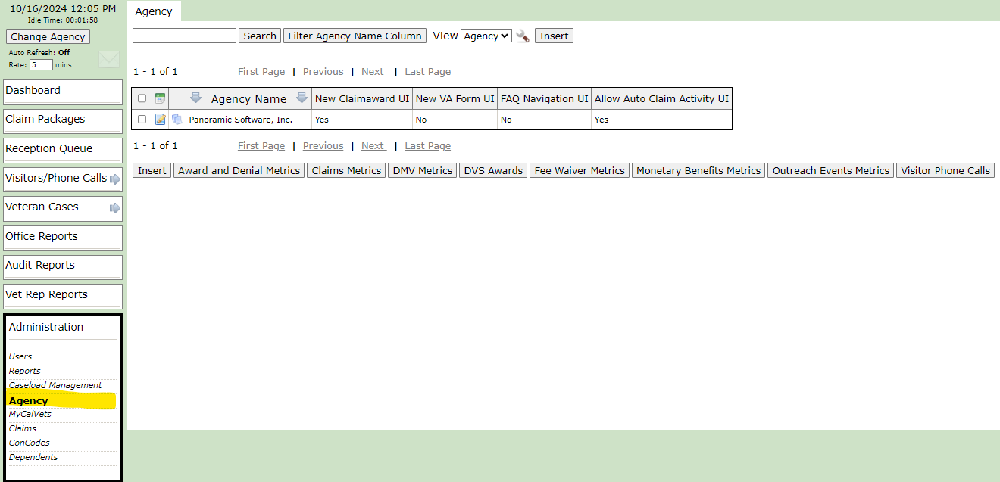 10/16/2024 12:05 PM
Idle Time: 00:01:58
Change Agency
Auto Refresh: Off
Rate: 5 mins
Dashboard
Claim Packages
Reception Queue
Visitors/Phone Calls
Veteran Cases
Office Reports
Audit Reports
Vet Rep Reports
Administration
Users
Reports
Caseload Management
Agency
MyCalVets
Claims
ConCodes
Dependents
Agency
Search Filter Agency Name Column View Agency Insert
1 - 1 of 1 First Page | Previous | Next | Last Page
Agency Name New Claimaward UI New VA Form UI FAQ Navigation UI Allow Auto Claim Activity UI
Panoramic Software, Inc. Yes No No Yes
1 - 1 of 1 First Page | Previous | Next | Last Page
Insert Award and Denial Metrics Claims Metrics DMV Metrics DVS Awards Fee Waiver Metrics Monetary Benefits Metrics Outreach Events Metrics Visitor Phone Calls